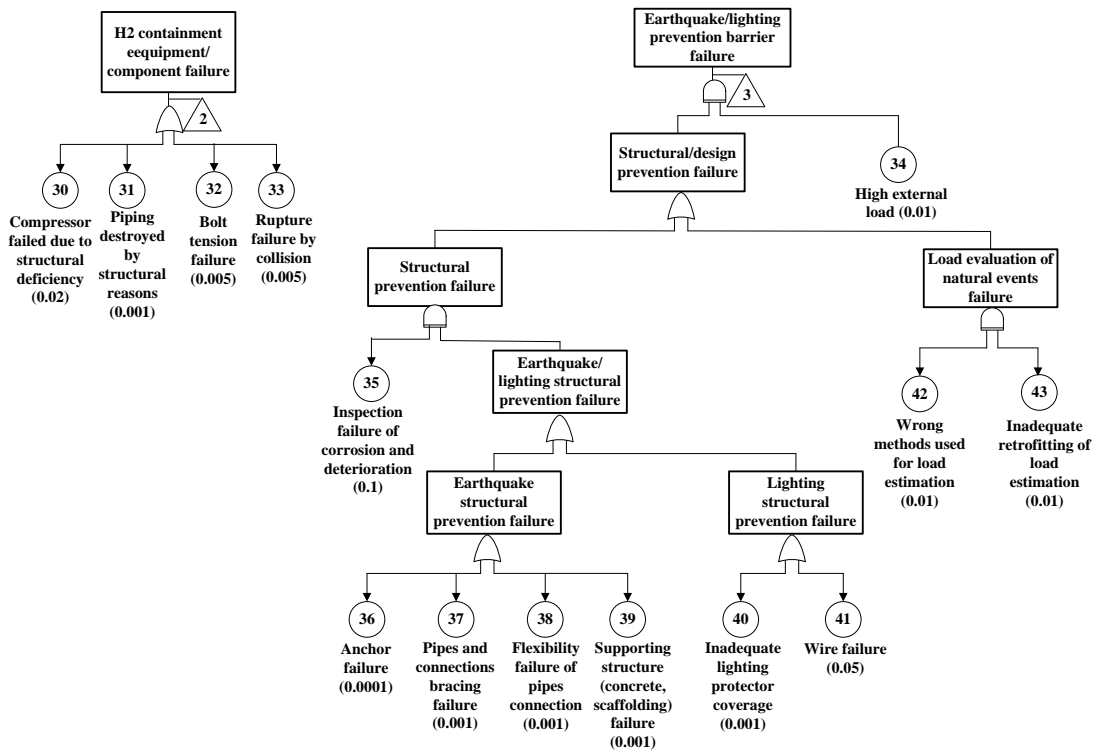 H2 containment
eequipment/
component failure
2
30
Compressor
failed due to
structural
deficiency
(0.02)
31
Piping
destroyed
by
structural
reasons
(0.001)
32
Bolt
tension
failure
(0.005)
33
Rupture
failure by
collision
(0.005)
Earthquake/lighting
prevention barrier
failure
3
Structural/design
prevention failure
34
High external
load (0.01)
Structural
prevention failure
Load evaluation of
natural events
failure
35
Inspection
failure of
corrosion and
deterioration
(0.1)
Earthquake/
lighting structural
prevention failure
42
Wrong
methods used
for load
estimation
(0.01)
43
Inadequate
retrofitting of
load
estimation
(0.01)
Earthquake
structural
prevention failure
Lighting
structural
prevention failure
36
Anchor
failure
(0.0001)
37
Pipes and
connections
bracing
failure
(0.001)
38
Flexibility
failure of
pipes
connection
(0.001)
39
Supporting
structure
(concrete,
scaffolding)
failure
(0.001)
40
Inadequate
lighting
protector
coverage
(0.001)
41
Wire failure
(0.05)